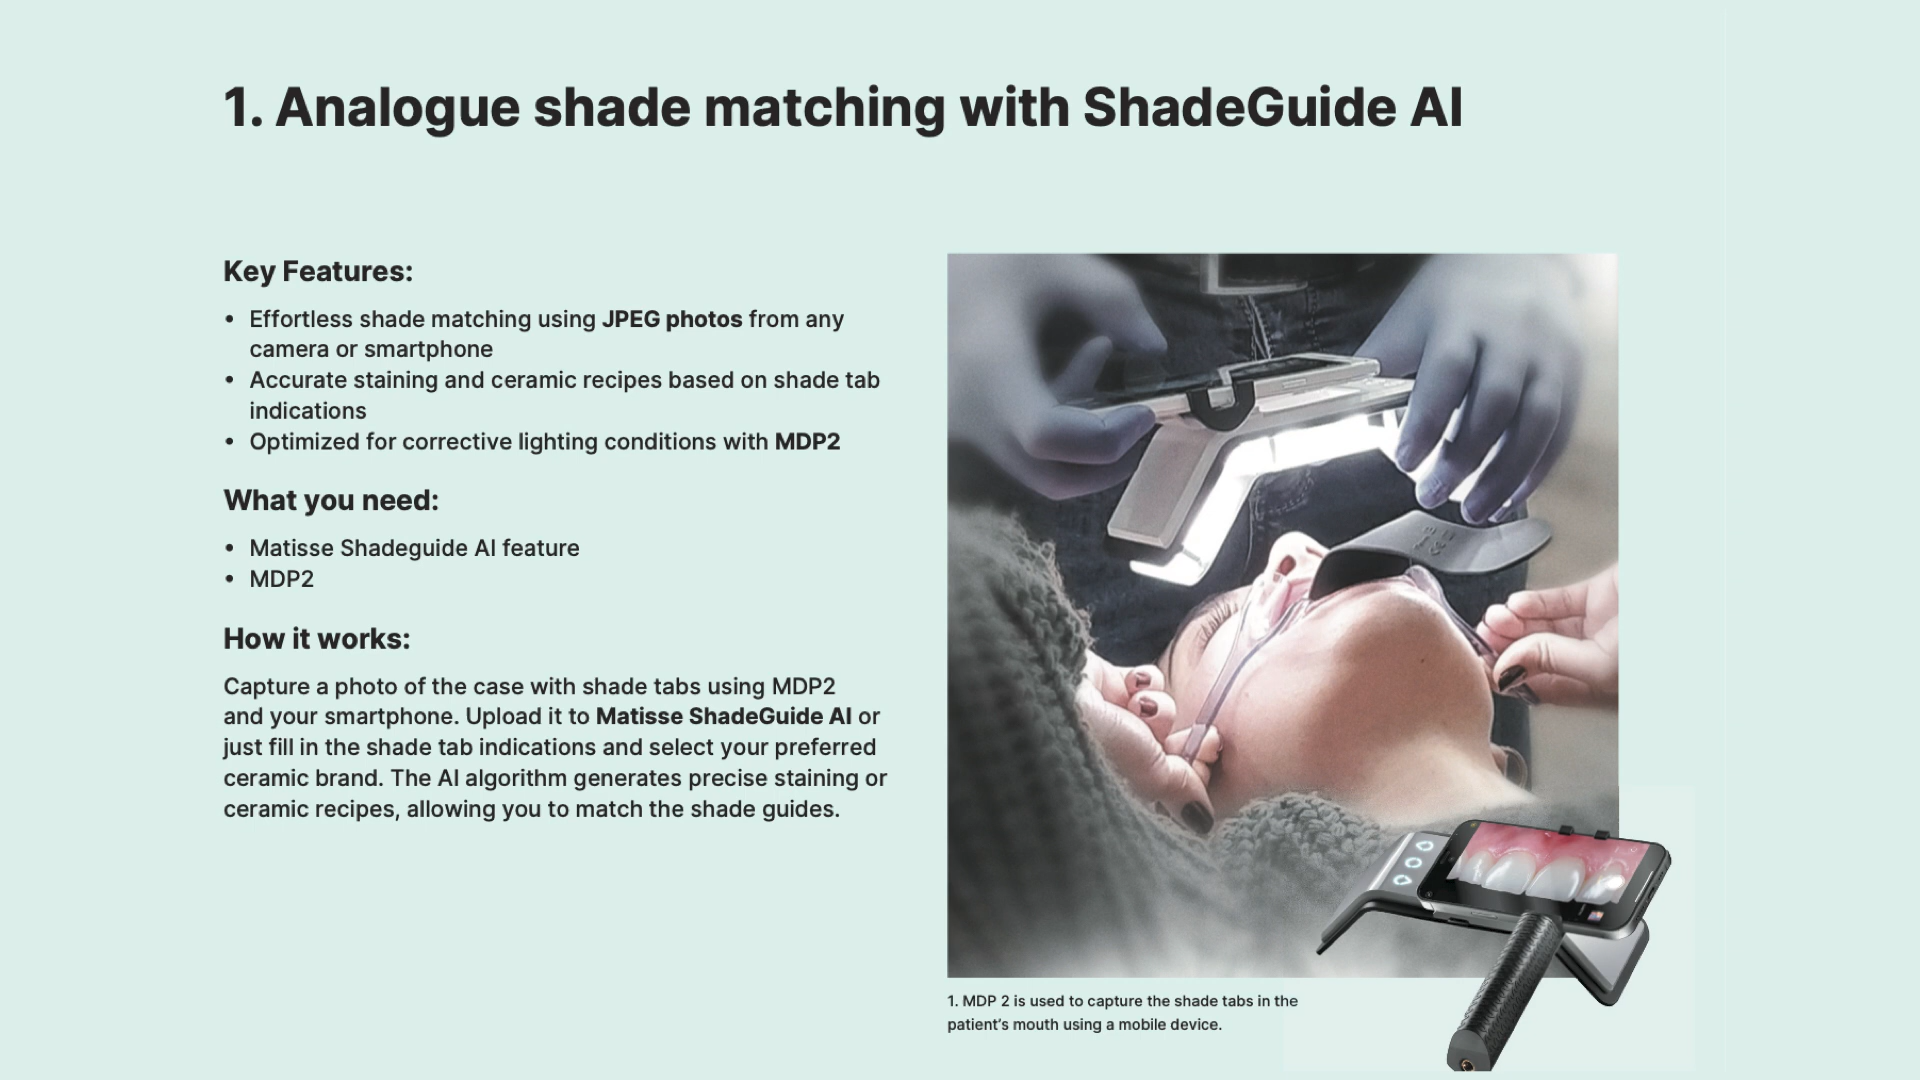 1. Analogue shade matching with ShadeGuide AI
Key Features:
• Effortless shade matching using JPEG photos from any
camera or smartphone
• Accurate staining and ceramic recipes based on shade tab
indications
• Optimized for corrective lighting conditions with MDP2
What you need:
• Matisse Shadeguide AI feature
• MDP2
How it works:
Capture a photo of the case with shade tabs using MDP2
and your smartphone. Upload it to Matisse ShadeGuide AI or
just fill in the shade tab indications and select your preferred
ceramic brand. The AI algorithm generates precise staining or
ceramic recipes, allowing you to match the shade guides.
1. MDP 2 is used to capture the shade tabs in the
patient's mouth using a mobile device.